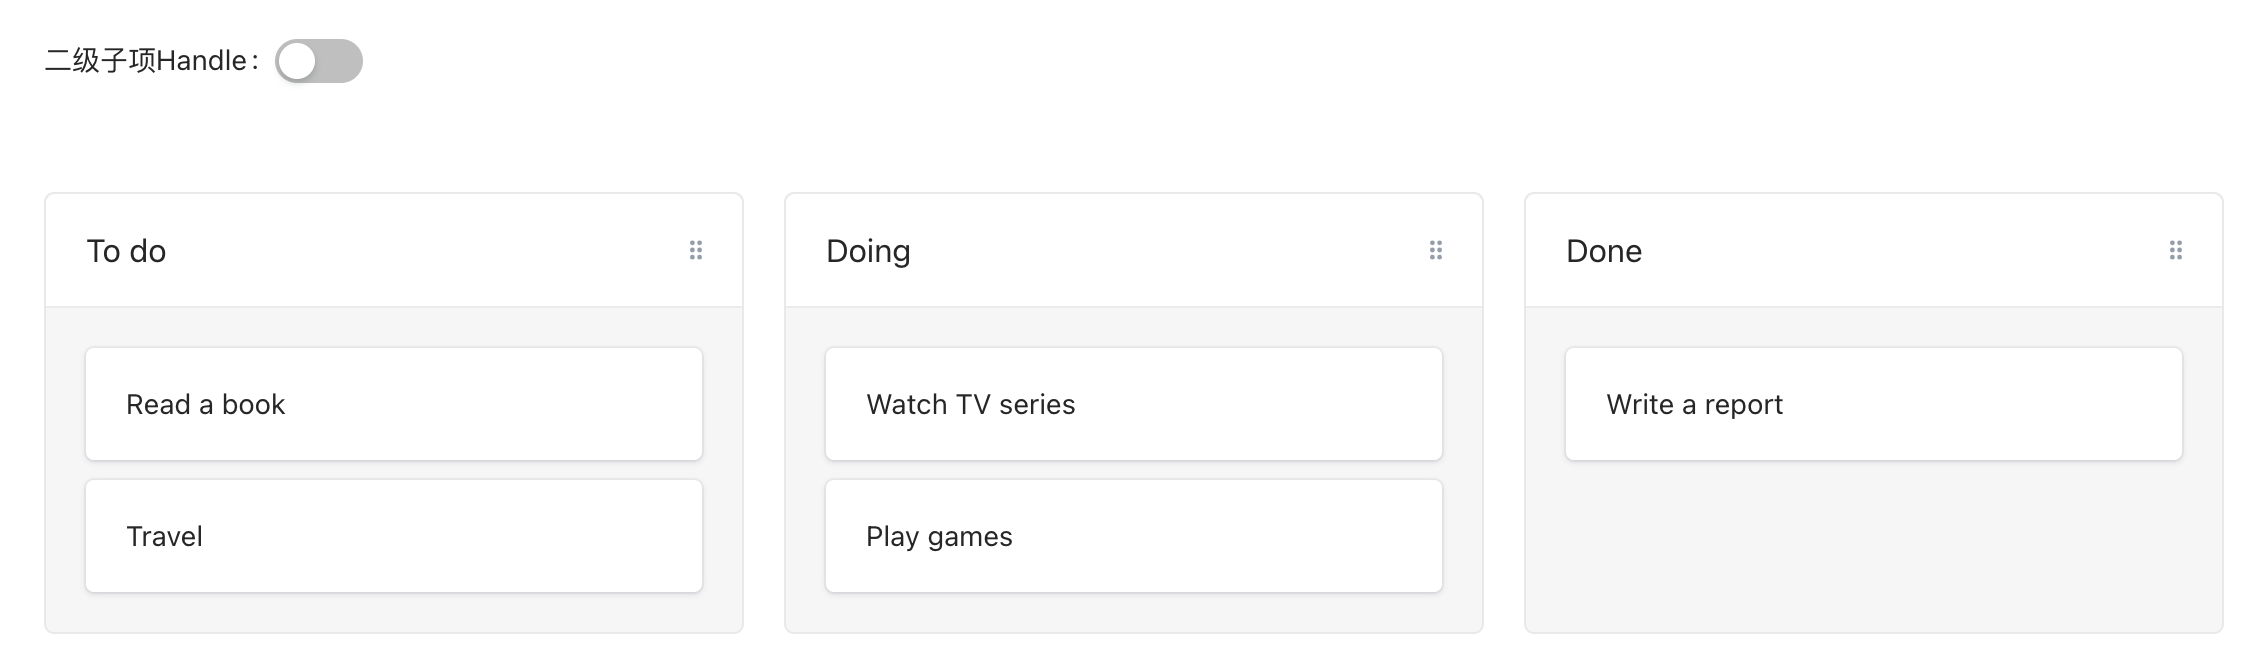 二级子项Handle：
To do
Read a book
Travel
Doing
Watch TV series
Play games
Done
Write a report